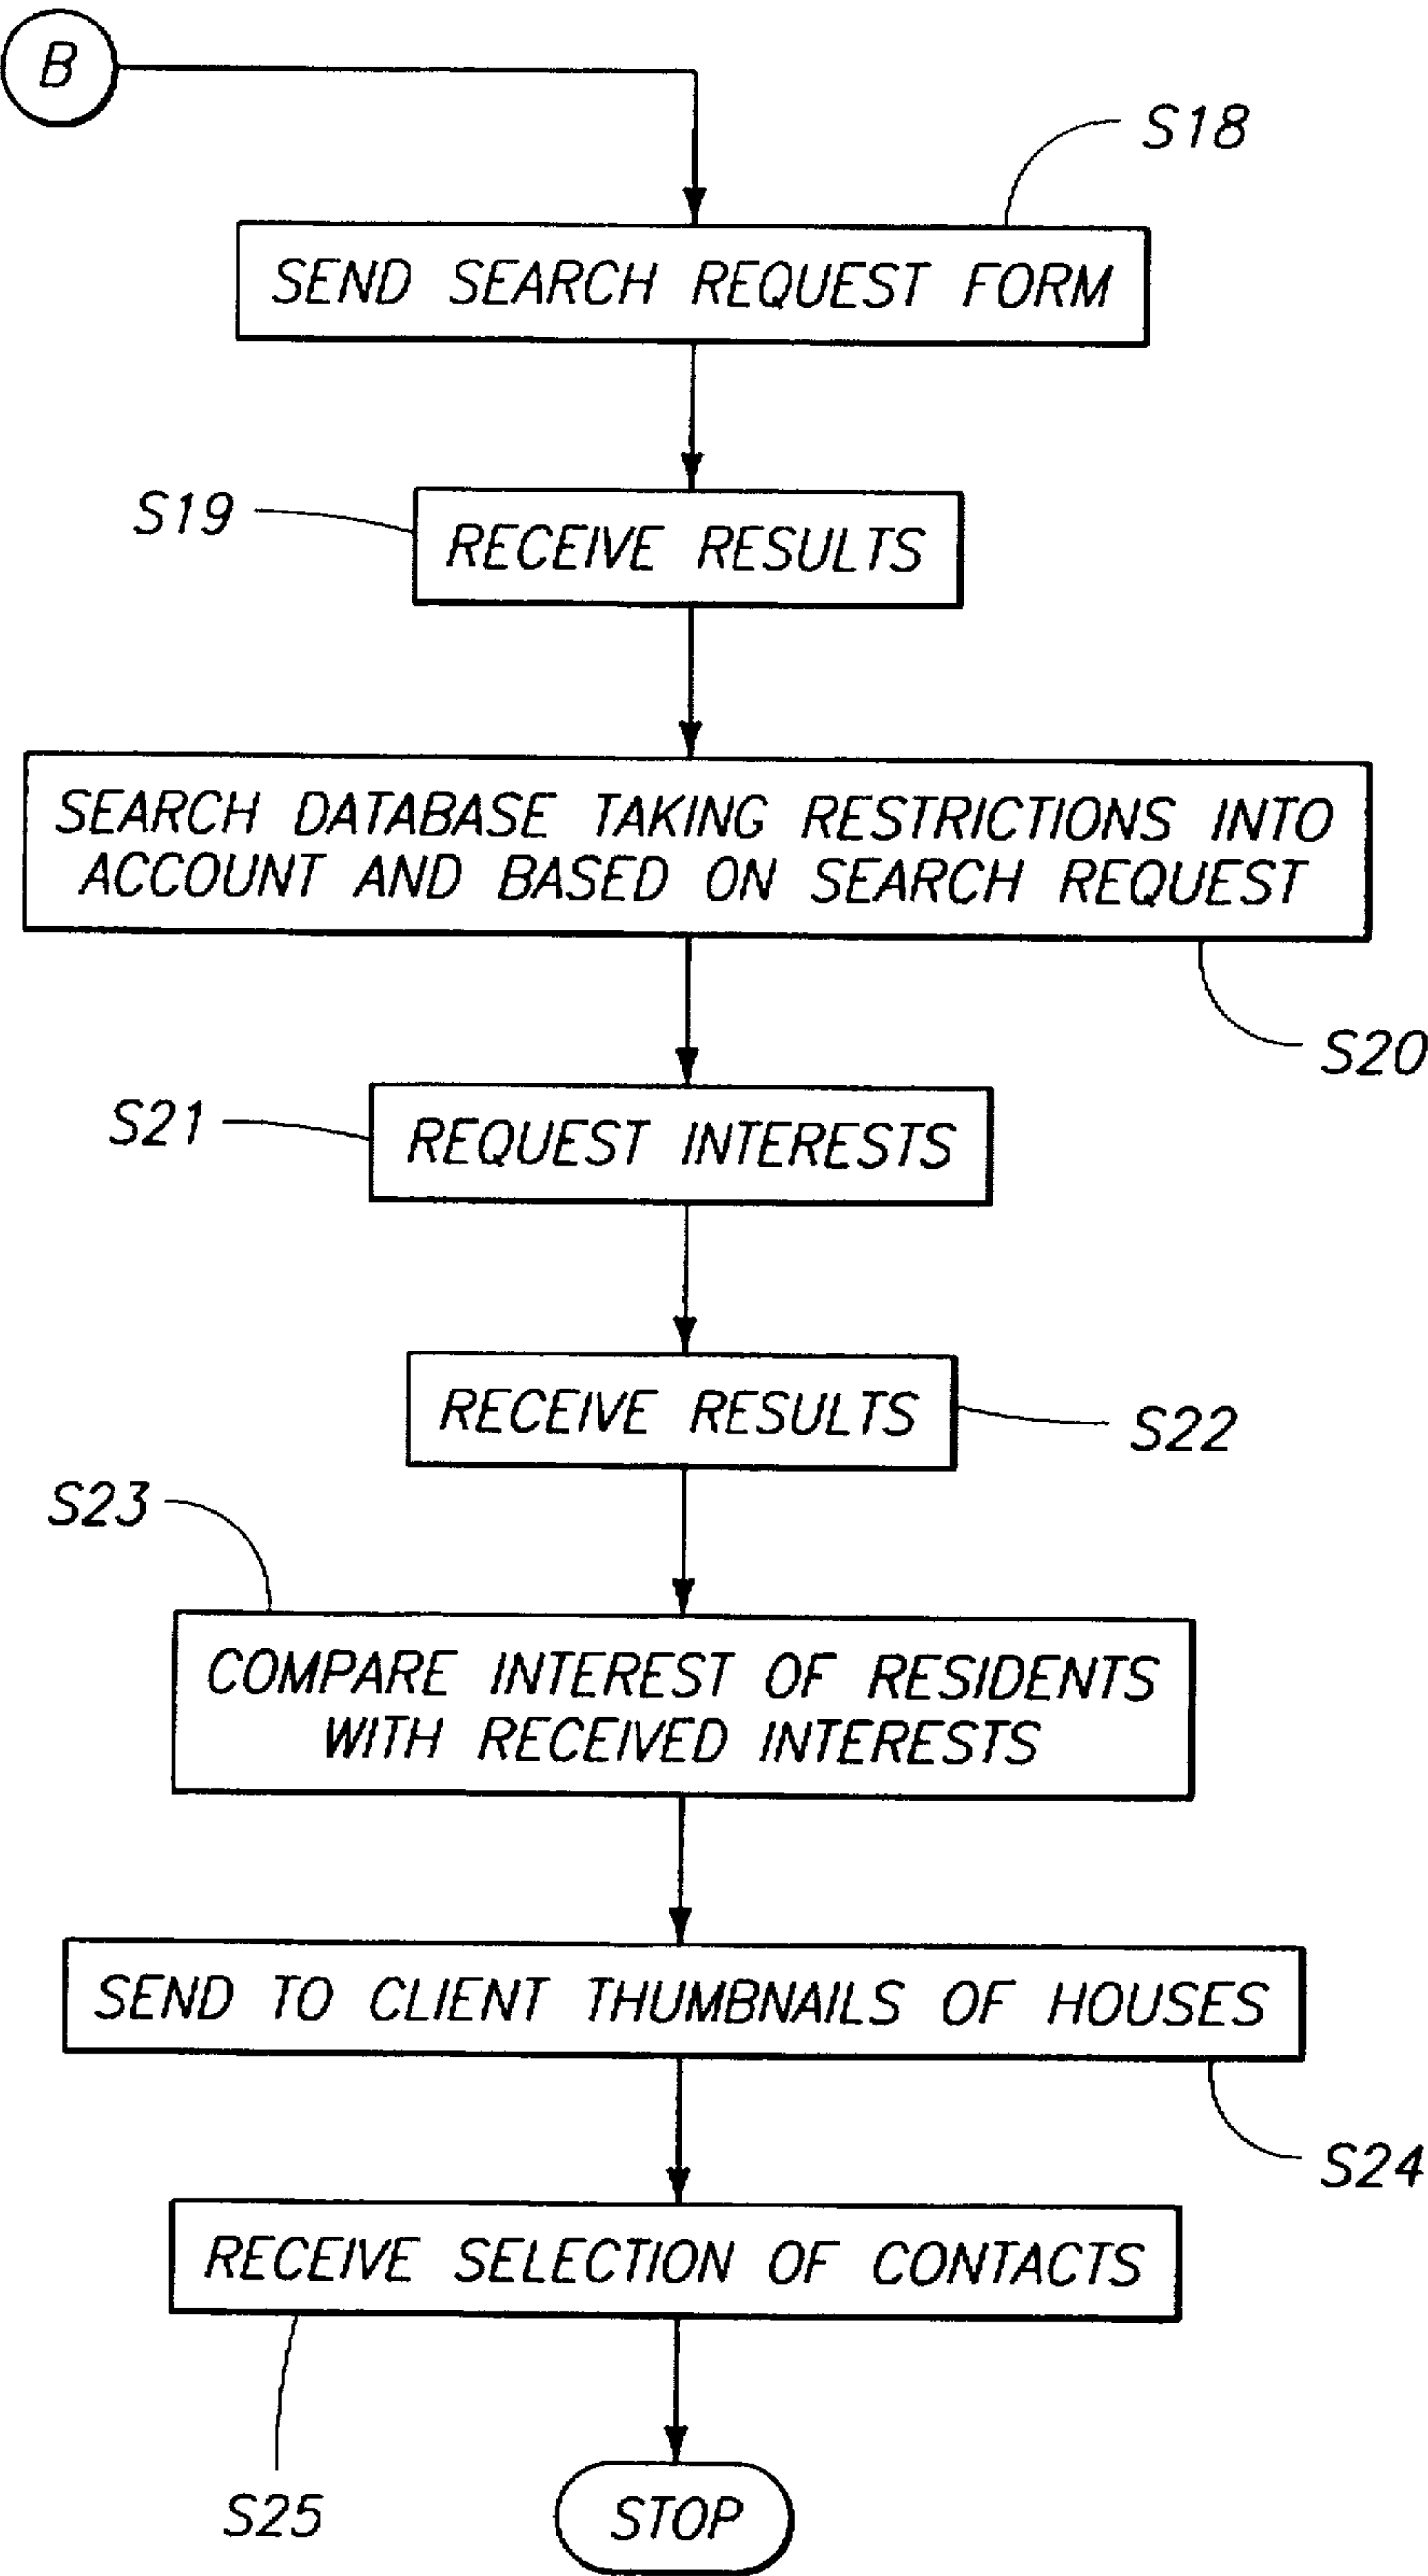 B
S18
SEND SEARCH REQUEST FORM
S19
RECEIVE RESULTS
SEARCH DATABASE TAKING RESTRICTIONS INTO
ACCOUNT AND BASED ON SEARCH REQUEST
S20
S21
REQUEST INTERESTS
RECEIVE RESULTS
S22
S23
COMPARE INTEREST OF RESIDENTS
WITH RECEIVED INTERESTS
SEND TO CLIENT THUMBNAILS OF HOUSES
S24
RECEIVE SELECTION OF CONTACTS
S25
STOP